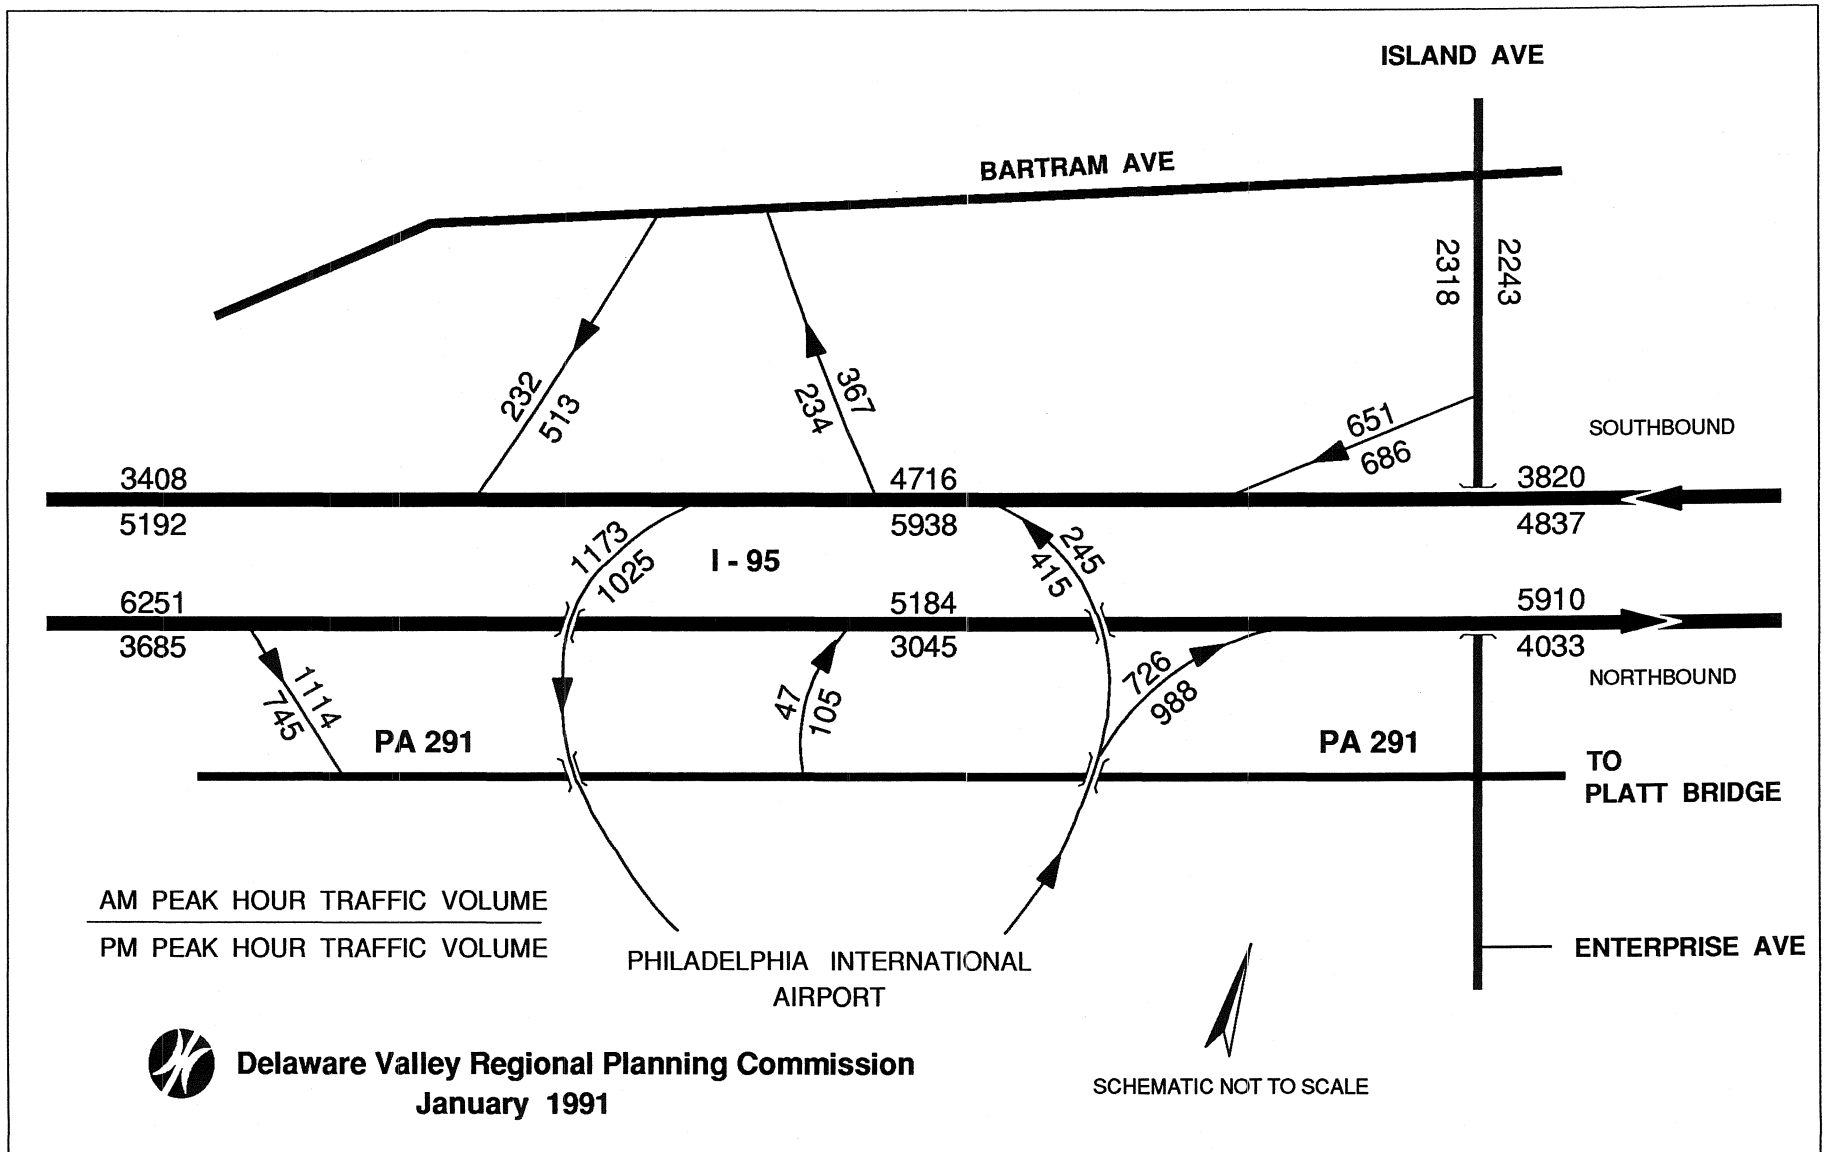 ISLAND AVE
BARTRAM AVE
2318
2243
232
513
367
234
651
686
SOUTHBOUND
3408
5192
4716
5938
3820
4837
1173
1025
I - 95
245
415
6251
3685
5184
3045
5910
4033
NORTHBOUND
1114
745
47
105
726
988
PA 291
PA 291
TO
PLATT BRIDGE
AM PEAK HOUR TRAFFIC VOLUME
PM PEAK HOUR TRAFFIC VOLUME
PHILADELPHIA INTERNATIONAL
AIRPORT
ENTERPRISE AVE
Delaware Valley Regional Planning Commission
January 1991
SCHEMATIC NOT TO SCALE